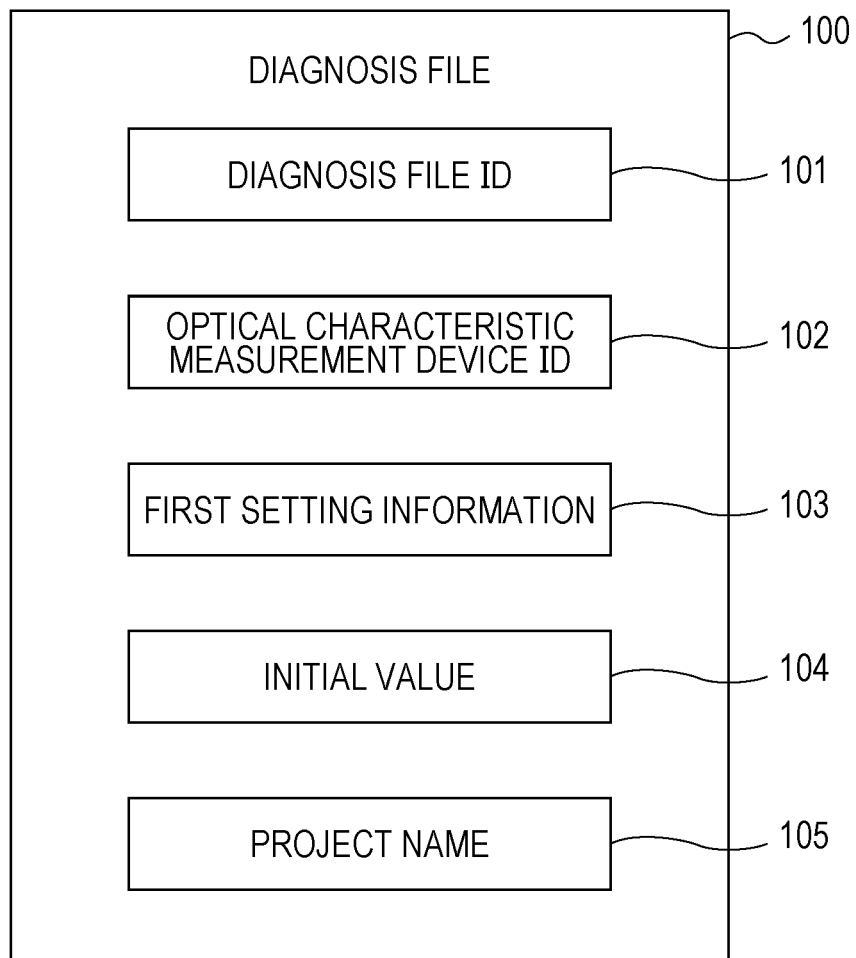 100
DIAGNOSIS FILE
DIAGNOSIS FILE ID
101
OPTICAL CHARACTERISTIC
MEASUREMENT DEVICE ID
102
FIRST SETTING INFORMATION
103
INITIAL VALUE
104
PROJECT NAME
105